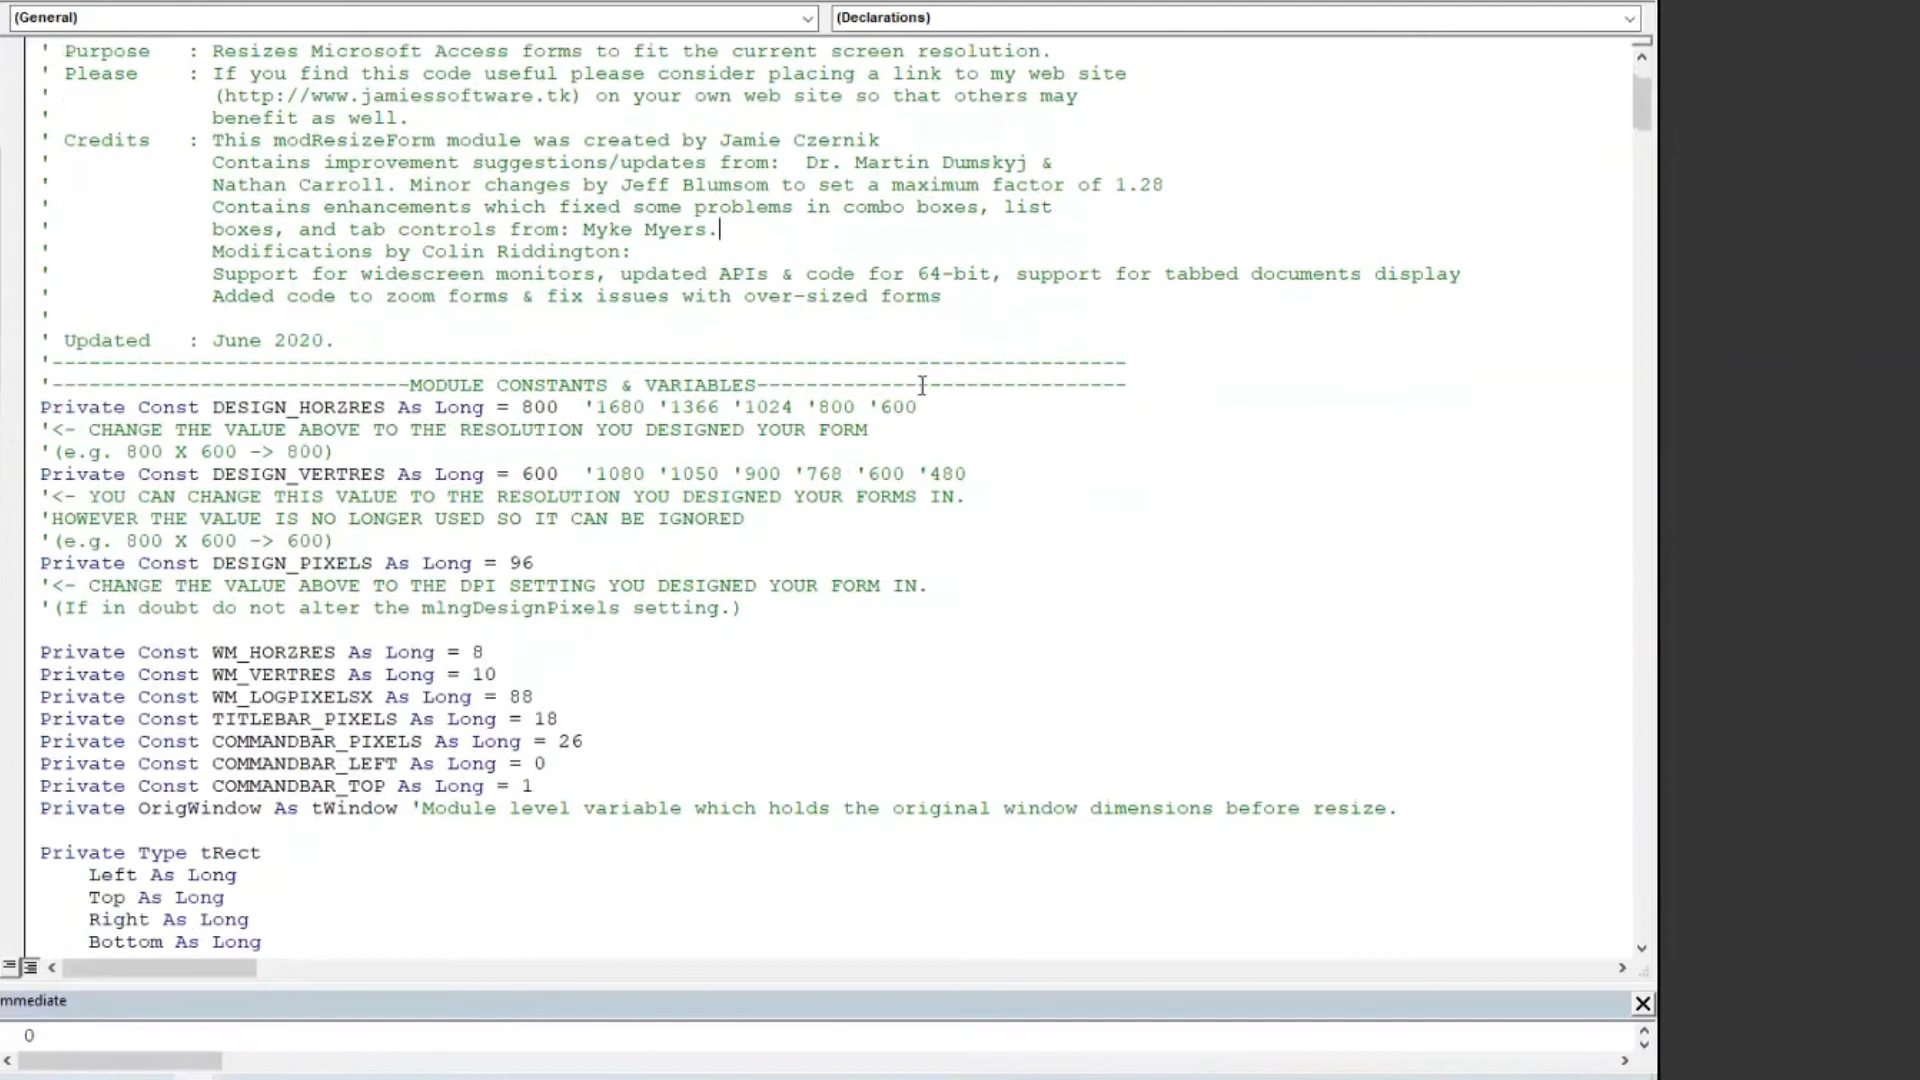 (General)
(Declarations)
' Purpose : Resizes Microsoft Access forms to fit the current screen resolution.
' Please : If you find this code useful please consider placing a link to my web site
' (http://www.jamiessoftware.tk) on your own web site so that others may
' benefit as well.
' Credits : This modResizeForm module was created by Jamie Czernik
' Contains improvement suggestions/updates from: Dr. Martin Dumskyj &
' Nathan Carroll. Minor changes by Jeff Blumsom to set a maximum factor of 1.28
' Contains enhancements which fixed some problems in combo boxes, list
' boxes, and tab controls from: Myke Myers.
' Modifications by Colin Riddington:
' Support for widescreen monitors, updated APIs & code for 64-bit, support for tabbed documents display
' Added code to zoom forms & fix issues with over-sized forms
'
' Updated : June 2020.
'---------------------------------------------------------------------------------------
'-----------------------------MODULE CONSTANTS & VARIABLES------------------------------
Private Const DESIGN_HORZRES As Long = 800 '1680 '1366 '1024 '800 '600
'<- CHANGE THE VALUE ABOVE TO THE RESOLUTION YOU DESIGNED YOUR FORM
'(e.g. 800 X 600 -> 800)
Private Const DESIGN_VERTRES As Long = 600 '1080 '1050 '900 '768 '600 '480
'<- YOU CAN CHANGE THIS VALUE TO THE RESOLUTION YOU DESIGNED YOUR FORMS IN.
'HOWEVER THE VALUE IS NO LONGER USED SO IT CAN BE IGNORED
'(e.g. 800 X 600 -> 600)
Private Const DESIGN_PIXELS As Long = 96
'<- CHANGE THE VALUE ABOVE TO THE DPI SETTING YOU DESIGNED YOUR FORM IN.
'(If in doubt do not alter the mlngDesignPixels setting.)
Private Const WM_HORZRES As Long = 8
Private Const WM_VERTRES As Long = 10
Private Const WM_LOGPIXELSX As Long = 88
Private Const TITLEBAR_PIXELS As Long = 18
Private Const COMMANDBAR_PIXELS As Long = 26
Private Const COMMANDBAR_LEFT As Long = 0
Private Const COMMANDBAR_TOP As Long = 1
Private OrigWindow As tWindow 'Module level variable which holds the original window dimensions before resize.
Private Type tRect
Left As Long
Top As Long
Right As Long
Bottom As Long
mmediate
0